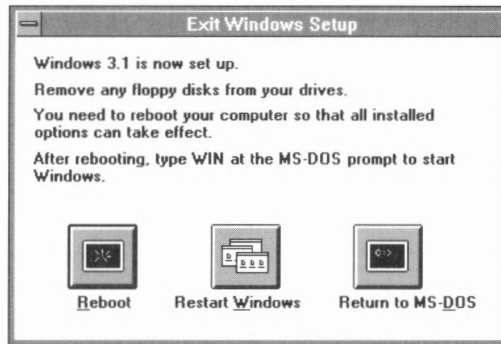 Exit Windows Setup
Windows 3.1 is now set up.
Remove any floppy disks from your drives.
You need to reboot your computer so that all installed
options can take effect.
After rebooting, type WIN at the MS-DOS prompt to start
Windows.
Reboot
Restart Windows
Return to MS-DOS